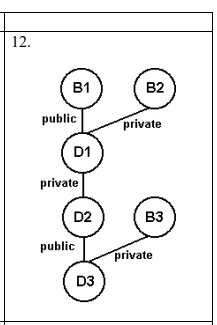 12.
B1 B2
public
private
D1
private
D2 B3
public
private
D3